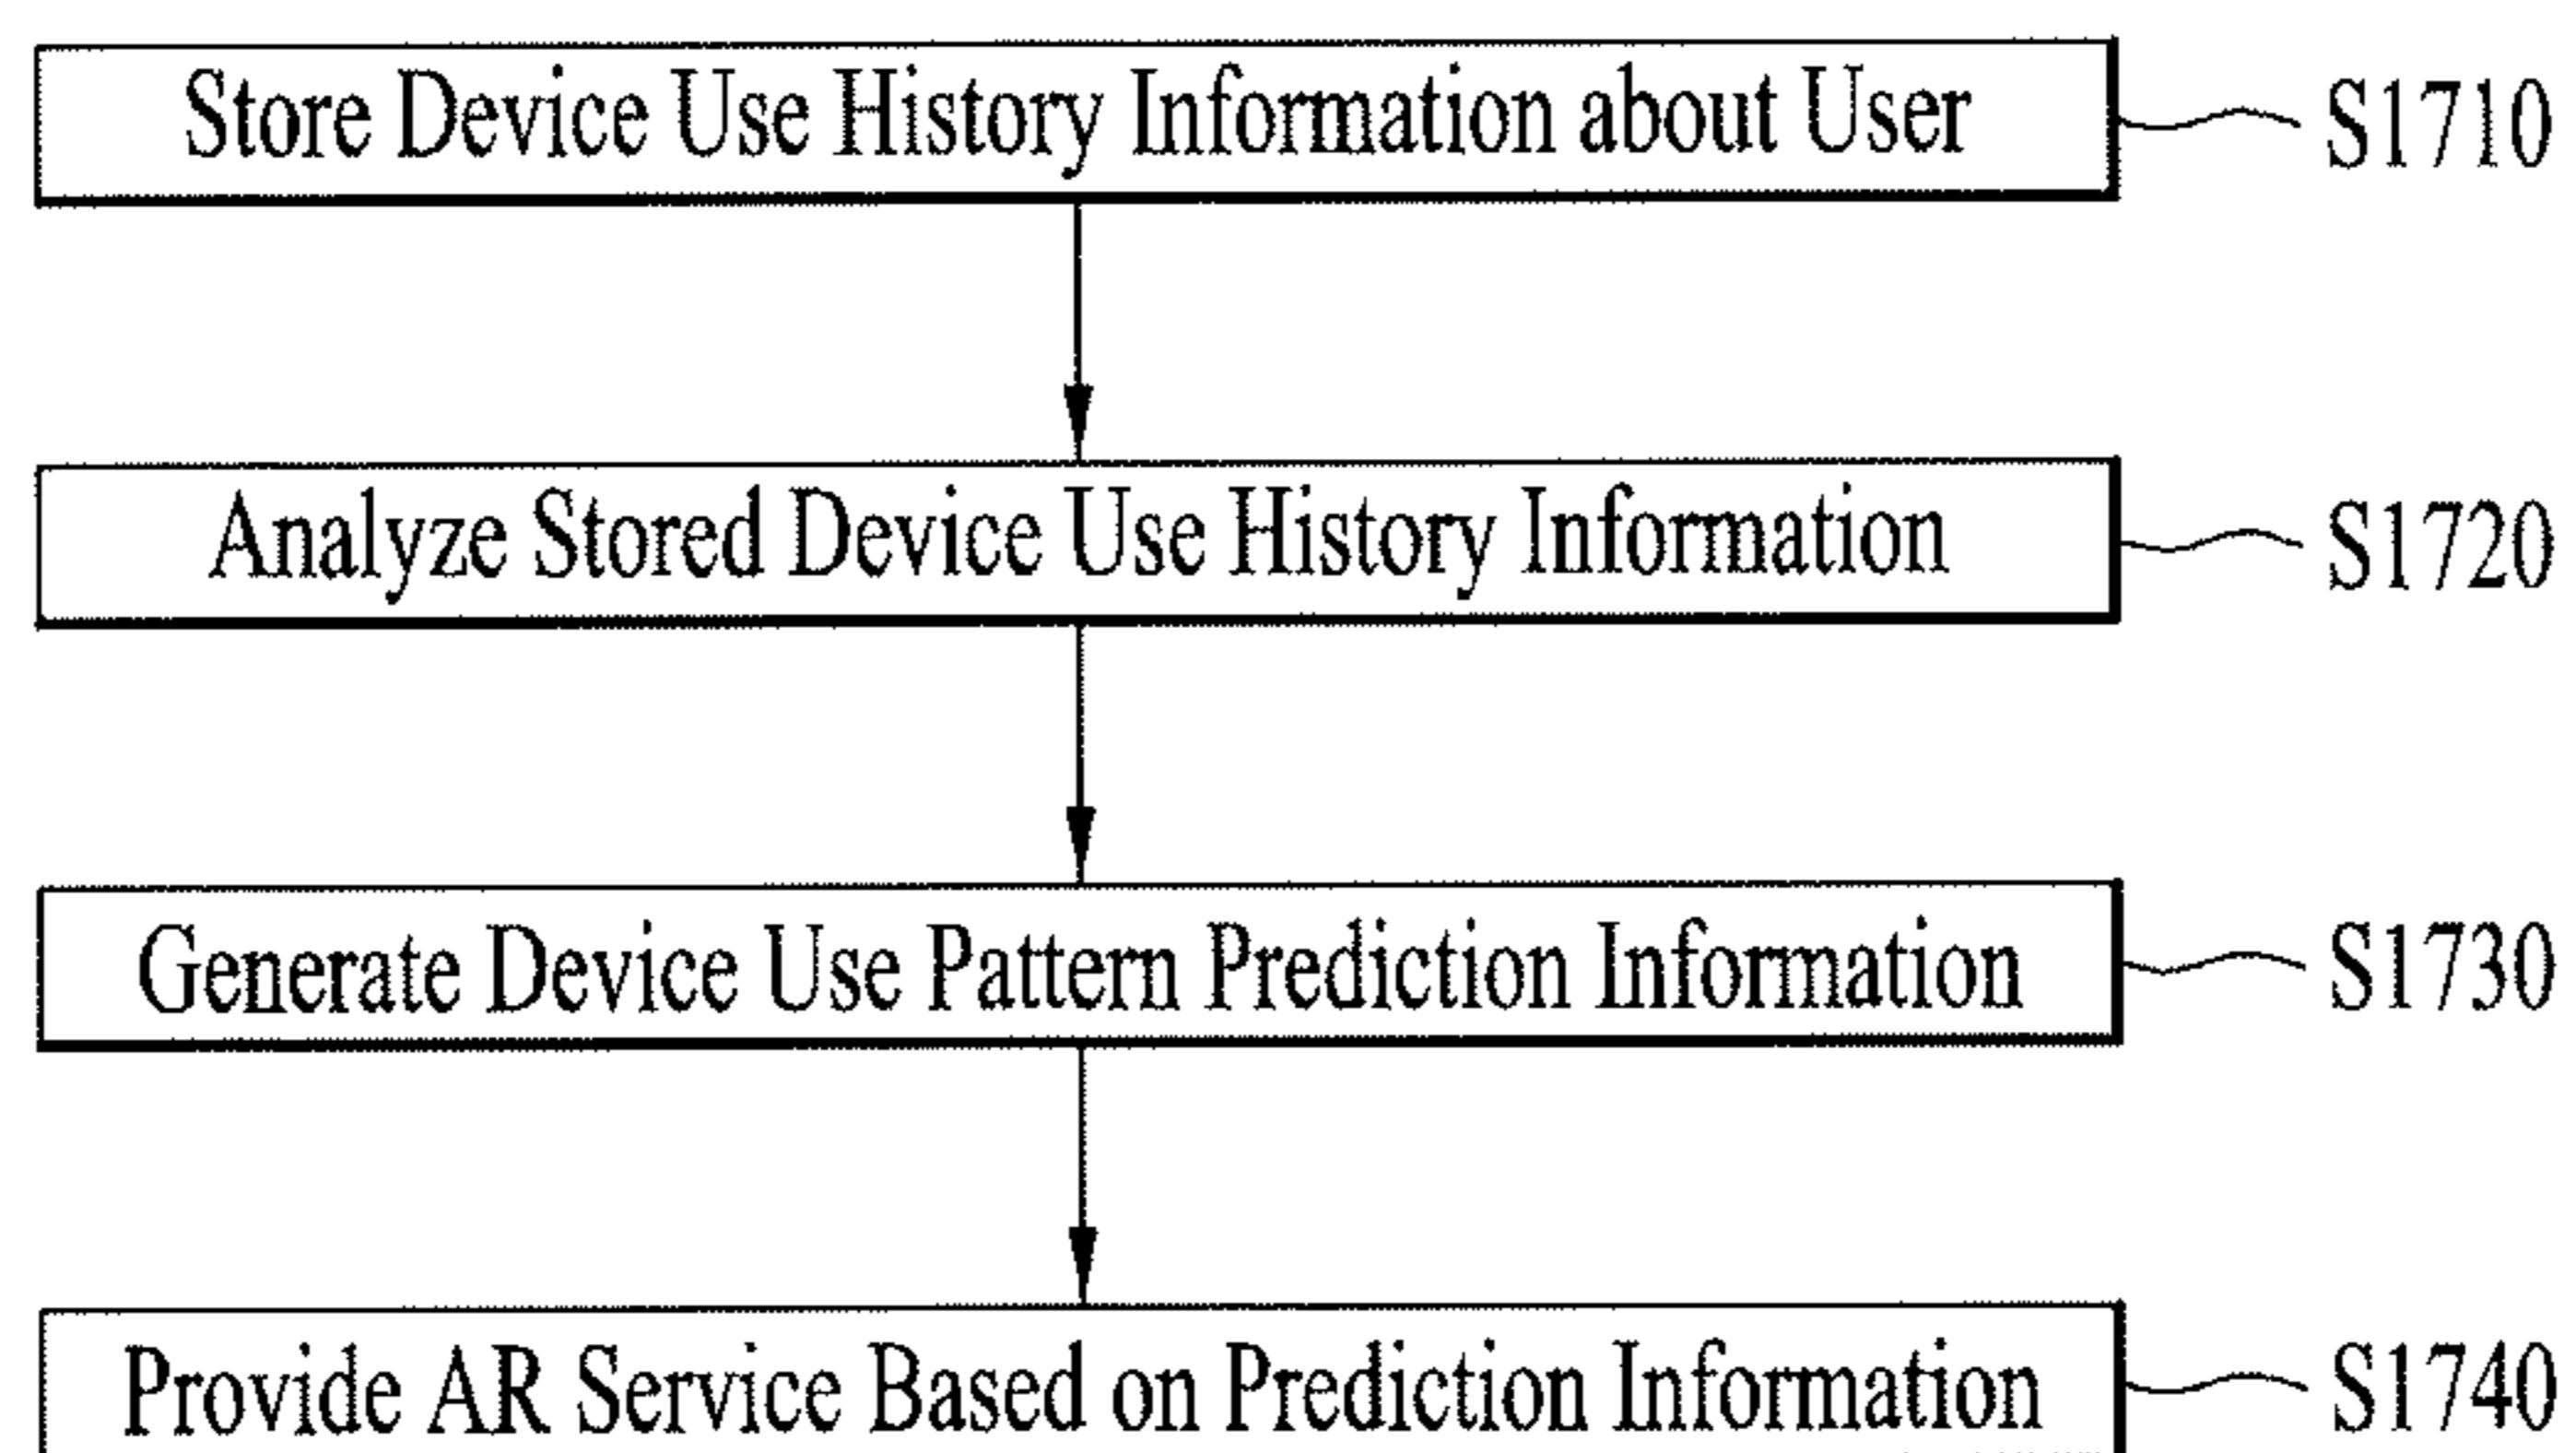 Store Device Use History Information about User
S1710
Analyze Stored Device Use History Information
S1720
Generate Device Use Pattern Prediction Information
S1730
Provide AR Service Based on Prediction Information
S1740